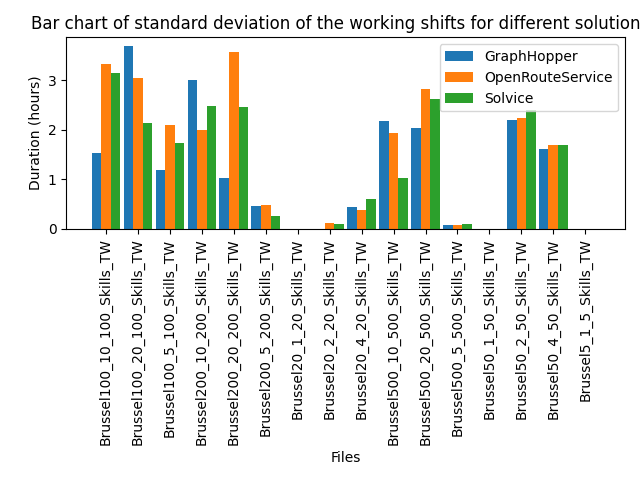 Bar chart of standard deviation of the working shifts for different solution
Duration (hours)
3
2
1
0
GraphHopper
OpenRouteService
Solvice
Brussel100_10_100_Skills_TW
Brussel100_20_100_Skills_TW
Brussel100_5_100_Skills_TW
Brussel200_10_200_Skills_TW
Brussel200_20_200_Skills_TW
Brussel200_5_200_Skills_TW
Brussel20_1_20_Skills_TW
Brussel20_2_20_Skills_TW
Brussel20_4_20_Skills_TW
Brussel500_10_500_Skills_TW
Brussel500_20_500_Skills_TW
Brussel500_5_500_Skills_TW
Brussel50_1_50_Skills_TW
Brussel50_2_50_Skills_TW
Brussel50_4_50_Skills_TW
Brussel5_1_5_Skills_TW
Files